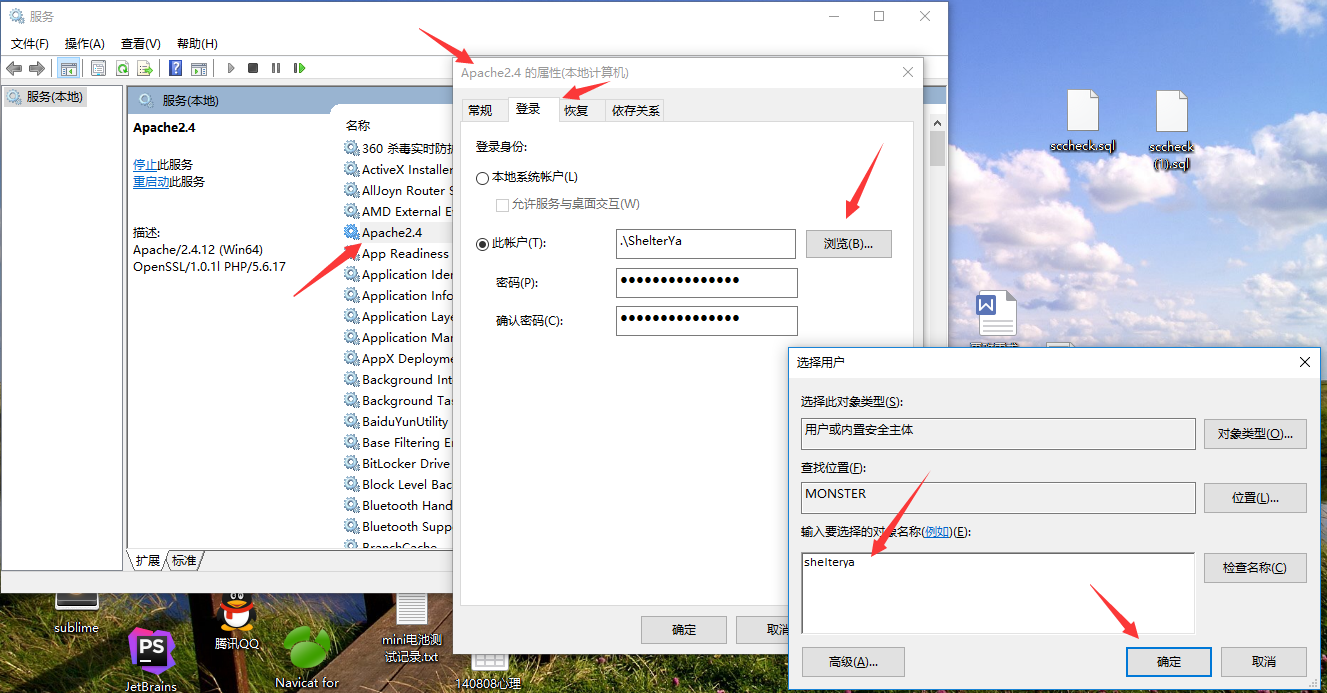 服务
文件(F) 操作(A) 查看(V) 帮助(H)
服务(本地)
服务(本地)
Apache2.4
停止此服务
重启动此服务
描述:
Apache/2.4.12 (Win64)
OpenSSL/1.0.1l PHP/5.6.17
名称
360 杀毒实时防护
ActiveX Installer
AllJoyn Router S
AMD External E
Apache2.4
App Readiness
Application Iden
Application Info
Application Laye
Application Man
AppX Deployme
Background Int
Background Tas
BaiduYunUtility
Base Filtering E
BitLocker Drive
Block Level Bac
Bluetooth Hand
Bluetooth Supp
BranchCache
扩展 标准
Apache2.4 的属性(本地计算机)
常规 登录 恢复 依存关系
登录身份:
本地系统帐户(L)
允许服务与桌面交互(W)
此帐户(T): .\ShelterYa 浏览(B)...
密码(P): ●●●●●●●●●●●●●●●
确认密码(C): ●●●●●●●●●●●●●●●
确定 取消
选择用户
选择此对象类型(S):
用户或内置安全主体 对象类型(O)...
查找位置(F):
MONSTER 位置(L)...
输入要选择的对象名称(例如)(E):
shelterya 检查名称(C)
高级(A)... 确定 取消
sccheck.sql
sccheck
(1).sql
W
sublime
PS
JetBrains
腾讯QQ
Navicat for
mini电池测
试记录.txt
140808心理